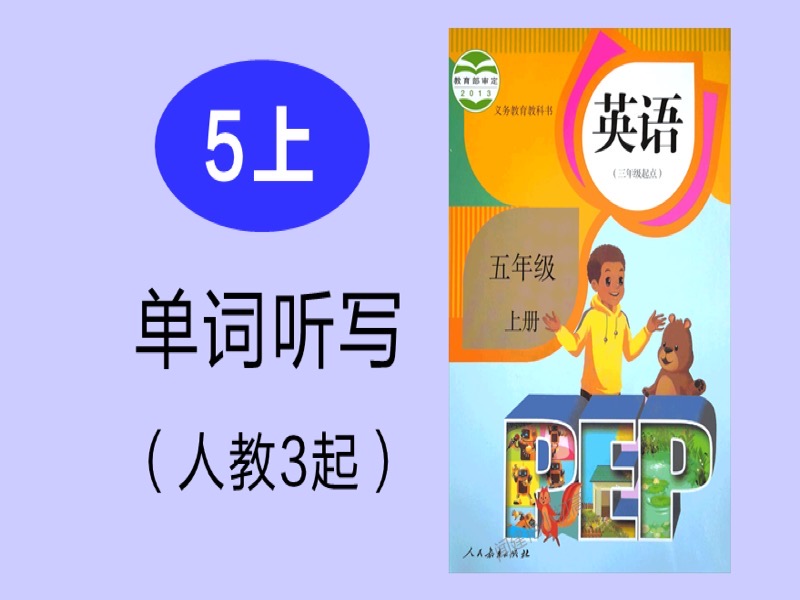 5上
单词听写
（人教3起）
教育部审定
2013
义务教育教科书
英语
（三年级起点）
五年级
上册
PEP
人民教育出版社